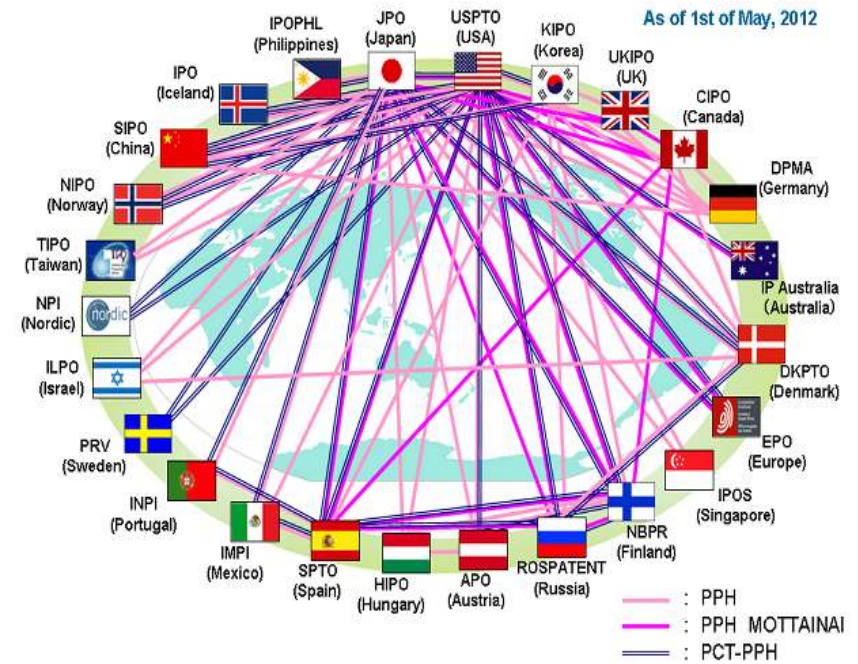 As of 1st of May, 2012
IPOPHL
(Philippines)
JPO
(Japan)
USPTO
(USA)
KIPO
(Korea)
UKIPO
(UK)
CIPO
(Canada)
DPMA
(Germany)
IP Australia
(Australia)
DKPTO
(Denmark)
EPO
(Europe)
IPOS
(Singapore)
NBPR
(Finland)
ROSPATENT
(Russia)
APO
(Austria)
HIPO
(Hungary)
SPTO
(Spain)
IMPI
(Mexico)
INPI
(Portugal)
PRV
(Sweden)
ILPO
(Israel)
NPI
(Nordic)
nordic
TIPO
(Taiwan)
NIPO
(Norway)
SIPO
(China)
IPO
(Iceland)
: PPH
: PPH MOTTAINAI
: PCT-PPH